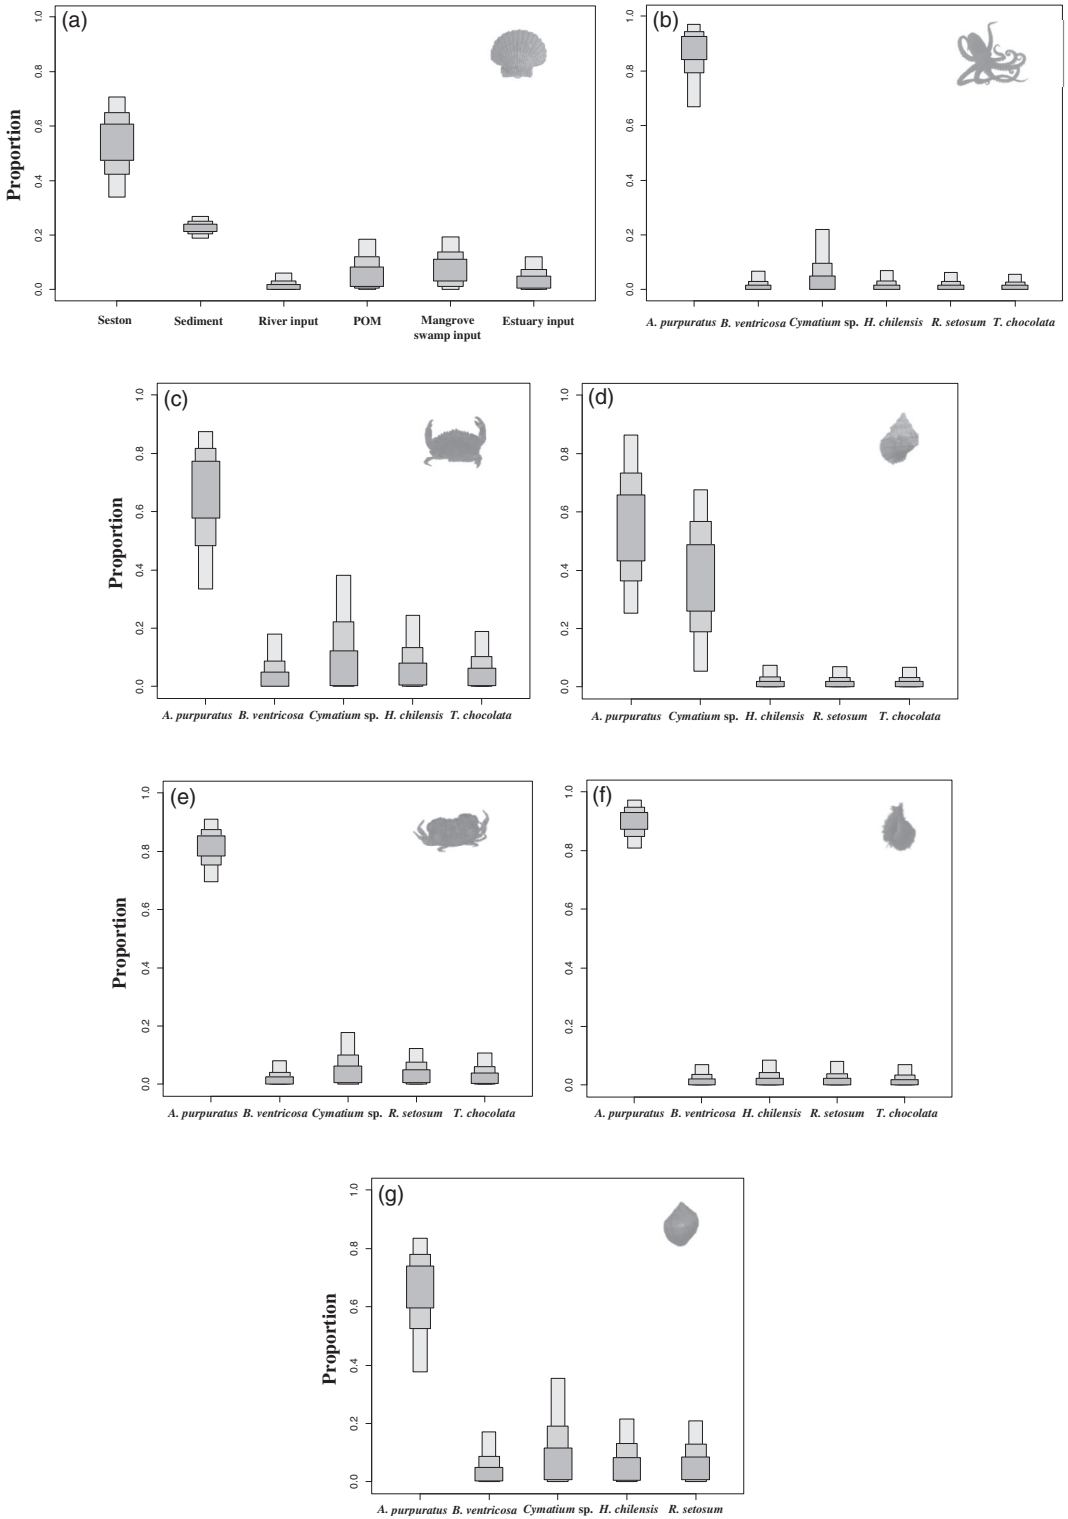 (a)
Proportion
1.0
0.8
0.6
0.4
0.2
0.0
Seston Sediment River input POM Mangrove swamp input Estuary input
(b)
1.0
0.8
0.6
0.4
0.2
0.0
A. purpuratus B. ventricosa Cymatium sp. H. chilensis R. setosum T. chocolata
(c)
Proportion
1.0
0.8
0.6
0.4
0.2
0.0
A. purpuratus B. ventricosa Cymatium sp. H. chilensis T. chocolata
(d)
1.0
0.8
0.6
0.4
0.2
0.0
A. purpuratus Cymatium sp. H. chilensis R. setosum T. chocolata
(e)
Proportion
1.0
0.8
0.6
0.4
0.2
0.0
A. purpuratus B. ventricosa Cymatium sp. R. setosum T. chocolata
(f)
1.0
0.8
0.6
0.4
0.2
0.0
A. purpuratus B. ventricosa H. chilensis R. setosum T. chocolata
(g)
Proportion
1.0
0.8
0.6
0.4
0.2
0.0
A. purpuratus B. ventricosa Cymatium sp. H. chilensis R. setosum